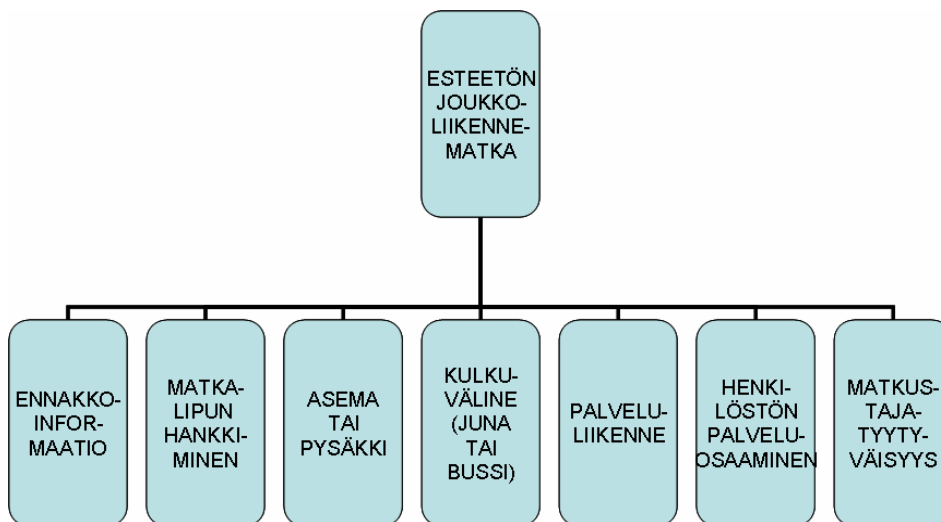 ESTEETÖN
JOUKKO-
LIIKENNE-
MATKA
ENNAKKO-
INFOR-
MAATIO
MATKA-
LIPUN
HANKKI-
MINEN
ASEMA
TAI
PYSÄKKI
KULKU-
VÄLINE
(JUNA
TAI
BUSSI)
PALVELU-
LIIKENNE
HENKI-
LÖSTÖN
PALVELU-
OSAAMINEN
MATKUS-
TAJA-
TYYTY-
VÄISYYS